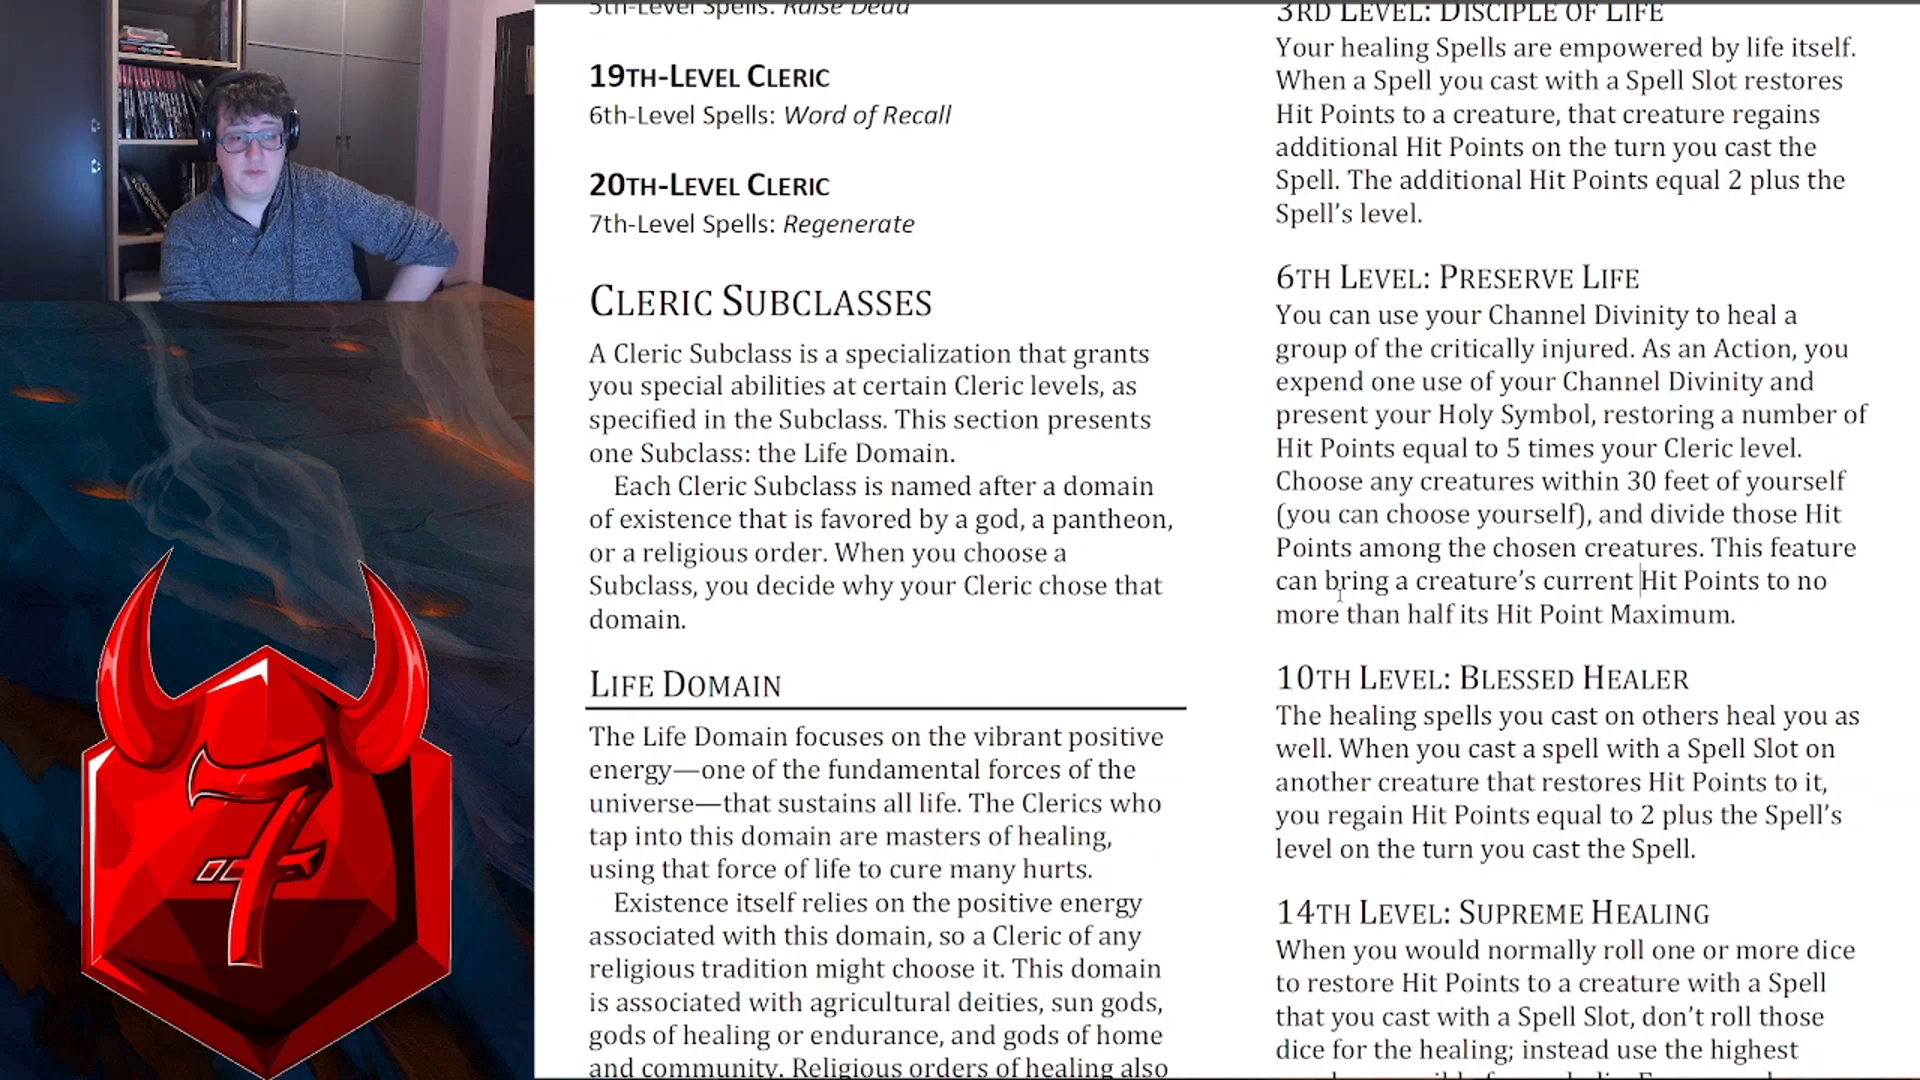 5th-Level Spells: Raise Dead
19TH-LEVEL CLERIC
6th-Level Spells: Word of Recall
20TH-LEVEL CLERIC
7th-Level Spells: Regenerate
CLERIC SUBCLASSES
A Cleric Subclass is a specialization that grants
you special abilities at certain Cleric levels, as
specified in the Subclass. This section presents
one Subclass: the Life Domain.
Each Cleric Subclass is named after a domain
of existence that is favored by a god, a pantheon,
or a religious order. When you choose a
Subclass, you decide why your Cleric chose that
domain.
LIFE DOMAIN
The Life Domain focuses on the vibrant positive
energy—one of the fundamental forces of the
universe—that sustains all life. The Clerics who
tap into this domain are masters of healing,
using that force of life to cure many hurts.
Existence itself relies on the positive energy
associated with this domain, so a Cleric of any
religious tradition might choose it. This domain
is associated with agricultural deities, sun gods,
gods of healing or endurance, and gods of home
and community. Religious orders of healing also
3RD LEVEL: DISCIPLE OF LIFE
Your healing Spells are empowered by life itself.
When a Spell you cast with a Spell Slot restores
Hit Points to a creature, that creature regains
additional Hit Points on the turn you cast the
Spell. The additional Hit Points equal 2 plus the
Spell's level.
6TH LEVEL: PRESERVE LIFE
You can use your Channel Divinity to heal a
group of the critically injured. As an Action, you
expend one use of your Channel Divinity and
present your Holy Symbol, restoring a number of
Hit Points equal to 5 times your Cleric level.
Choose any creatures within 30 feet of yourself
(you can choose yourself), and divide those Hit
Points among the chosen creatures. This feature
can bring a creature's current Hit Points to no
more than half its Hit Point Maximum.
10TH LEVEL: BLESSED HEALER
The healing spells you cast on others heal you as
well. When you cast a spell with a Spell Slot on
another creature that restores Hit Points to it,
you regain Hit Points equal to 2 plus the Spell's
level on the turn you cast the Spell.
14TH LEVEL: SUPREME HEALING
When you would normally roll one or more dice
to restore Hit Points to a creature with a Spell
that you cast with a Spell Slot, don't roll those
dice for the healing; instead use the highest
7